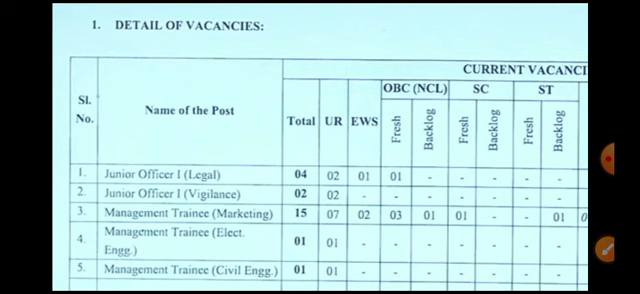 1. DETAIL OF VACANCIES:
CURRENT VACANCI
OBC (NCL) SC ST
Sl. No. Name of the Post Total UR EWS Fresh Backlog Fresh Backlog Fresh Backlog
1. Junior Officer I (Legal) 04 02 01 01 - - - - -
2. Junior Officer I (Vigilance) 02 02 - - - - - - -
3. Management Trainee (Marketing) 15 07 02 03 01 01 - - 01 0
4. Management Trainee (Elect.
Engg.) 01 01 - - - - - - -
5. Management Trainee (Civil Engg.) 01 01 - - - - - - -